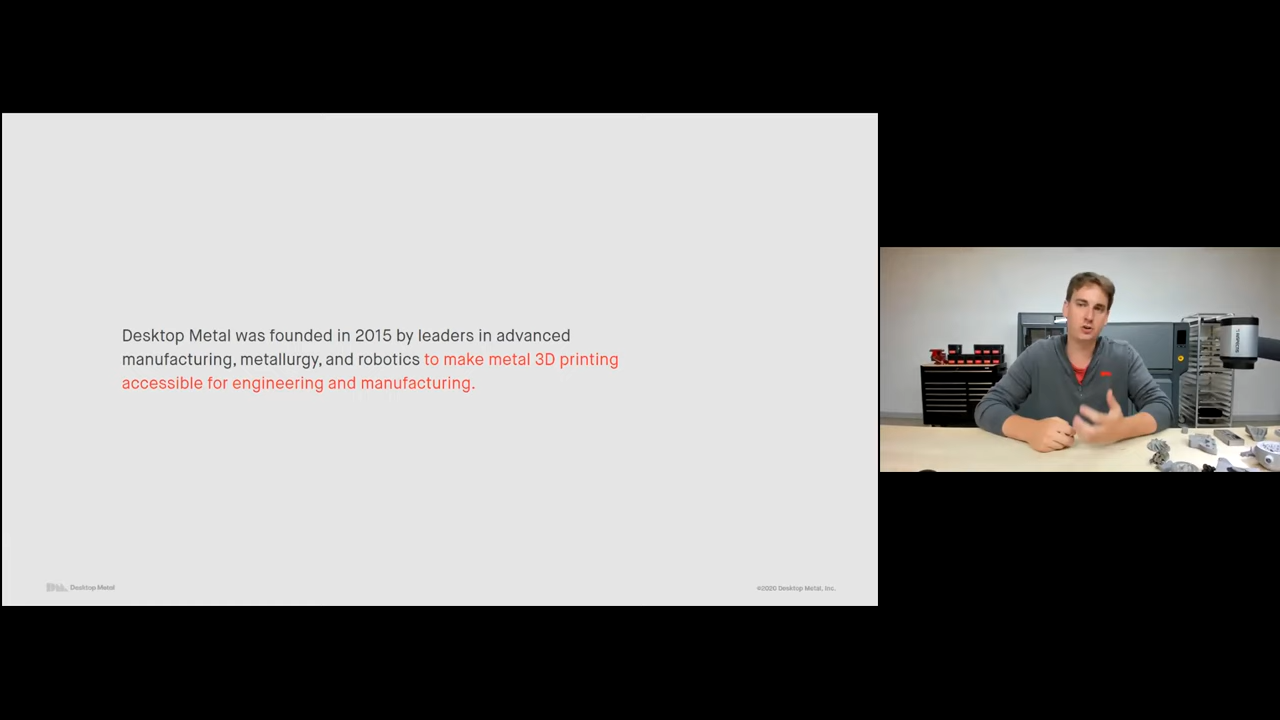 Desktop Metal was founded in 2015 by leaders in advanced
manufacturing, metallurgy, and robotics to make metal 3D printing
accessible for engineering and manufacturing.
Desktop Metal
©2020 Desktop Metal, Inc.